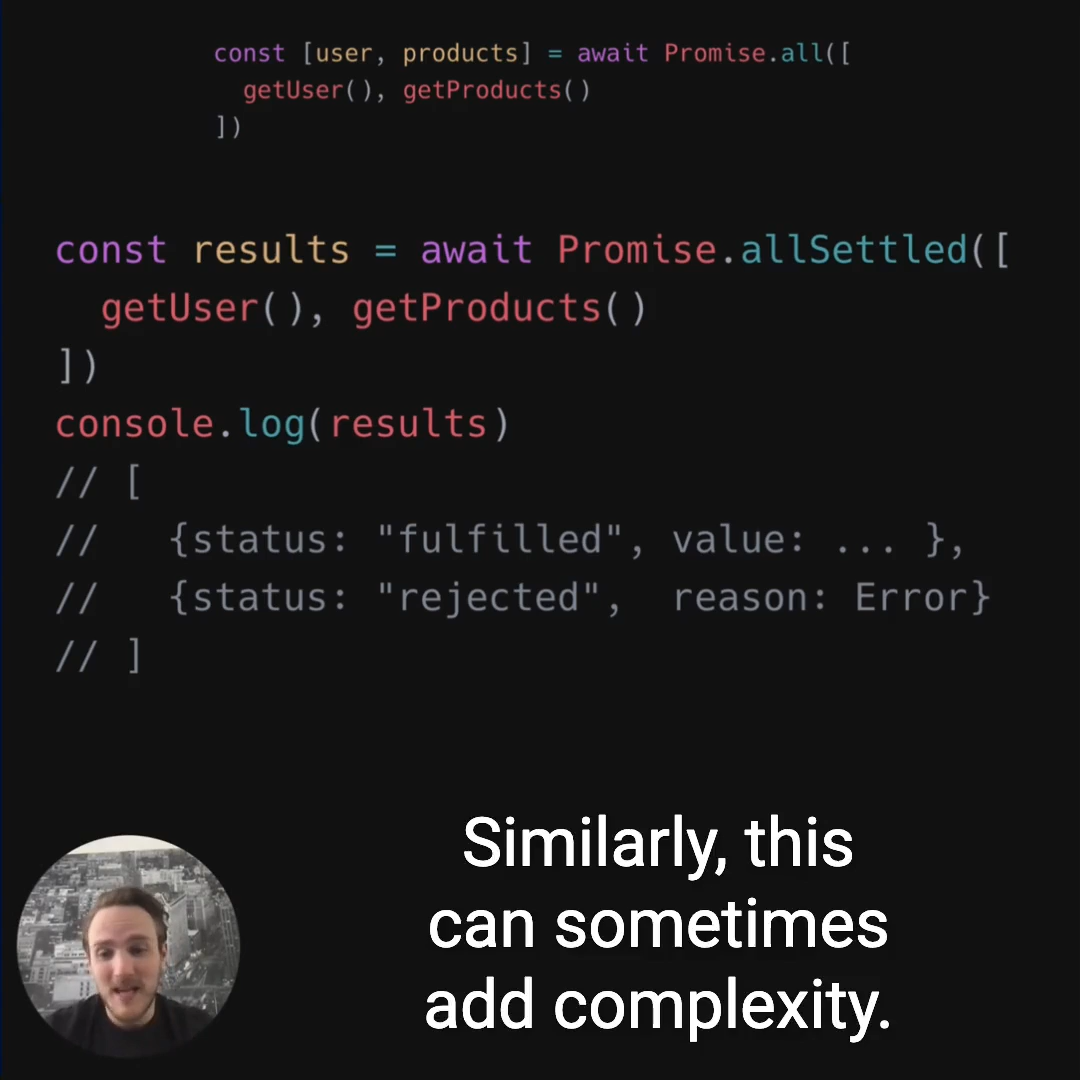 const [user, products] = await Promise.all([
  getUser(), getProducts()
])
const results = await Promise.allSettled([
  getUser(), getProducts()
])
console.log(results)
// [
//   {status: "fulfilled", value: ... },
//   {status: "rejected",  reason: Error}
// ]
Similarly, this
can sometimes
add complexity.